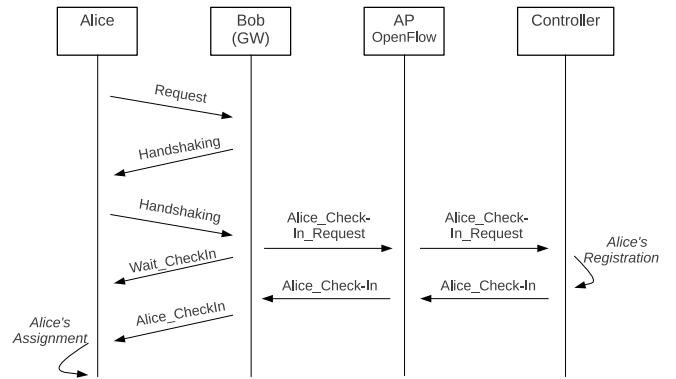 Alice
Bob
(GW)
AP
OpenFlow
Controller
Request
Handshaking
Handshaking
Alice_Check-
In_Request
Alice_Check-
In_Request
Alice's
Registration
Wait_CheckIn
Alice_Check-In
Alice_Check-In
Alice_CheckIn
Alice's
Assignment